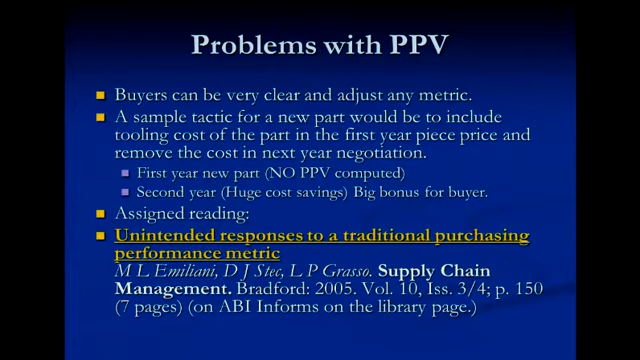 Problems with PPV
Buyers can be very clear and adjust any metric.
A sample tactic for a new part would be to include
tooling cost of the part in the first year piece price and
remove the cost in next year negotiation.
First year new part (NO PPV computed)
Second year (Huge cost savings) Big bonus for buyer.
Assigned reading:
Unintended responses to a traditional purchasing
performance metric
M L Emiliani, D J Stec, L P Grasso. Supply Chain
Management. Bradford: 2005. Vol. 10, Iss. 3/4; p. 150
(7 pages) (on ABI Informs on the library page.)